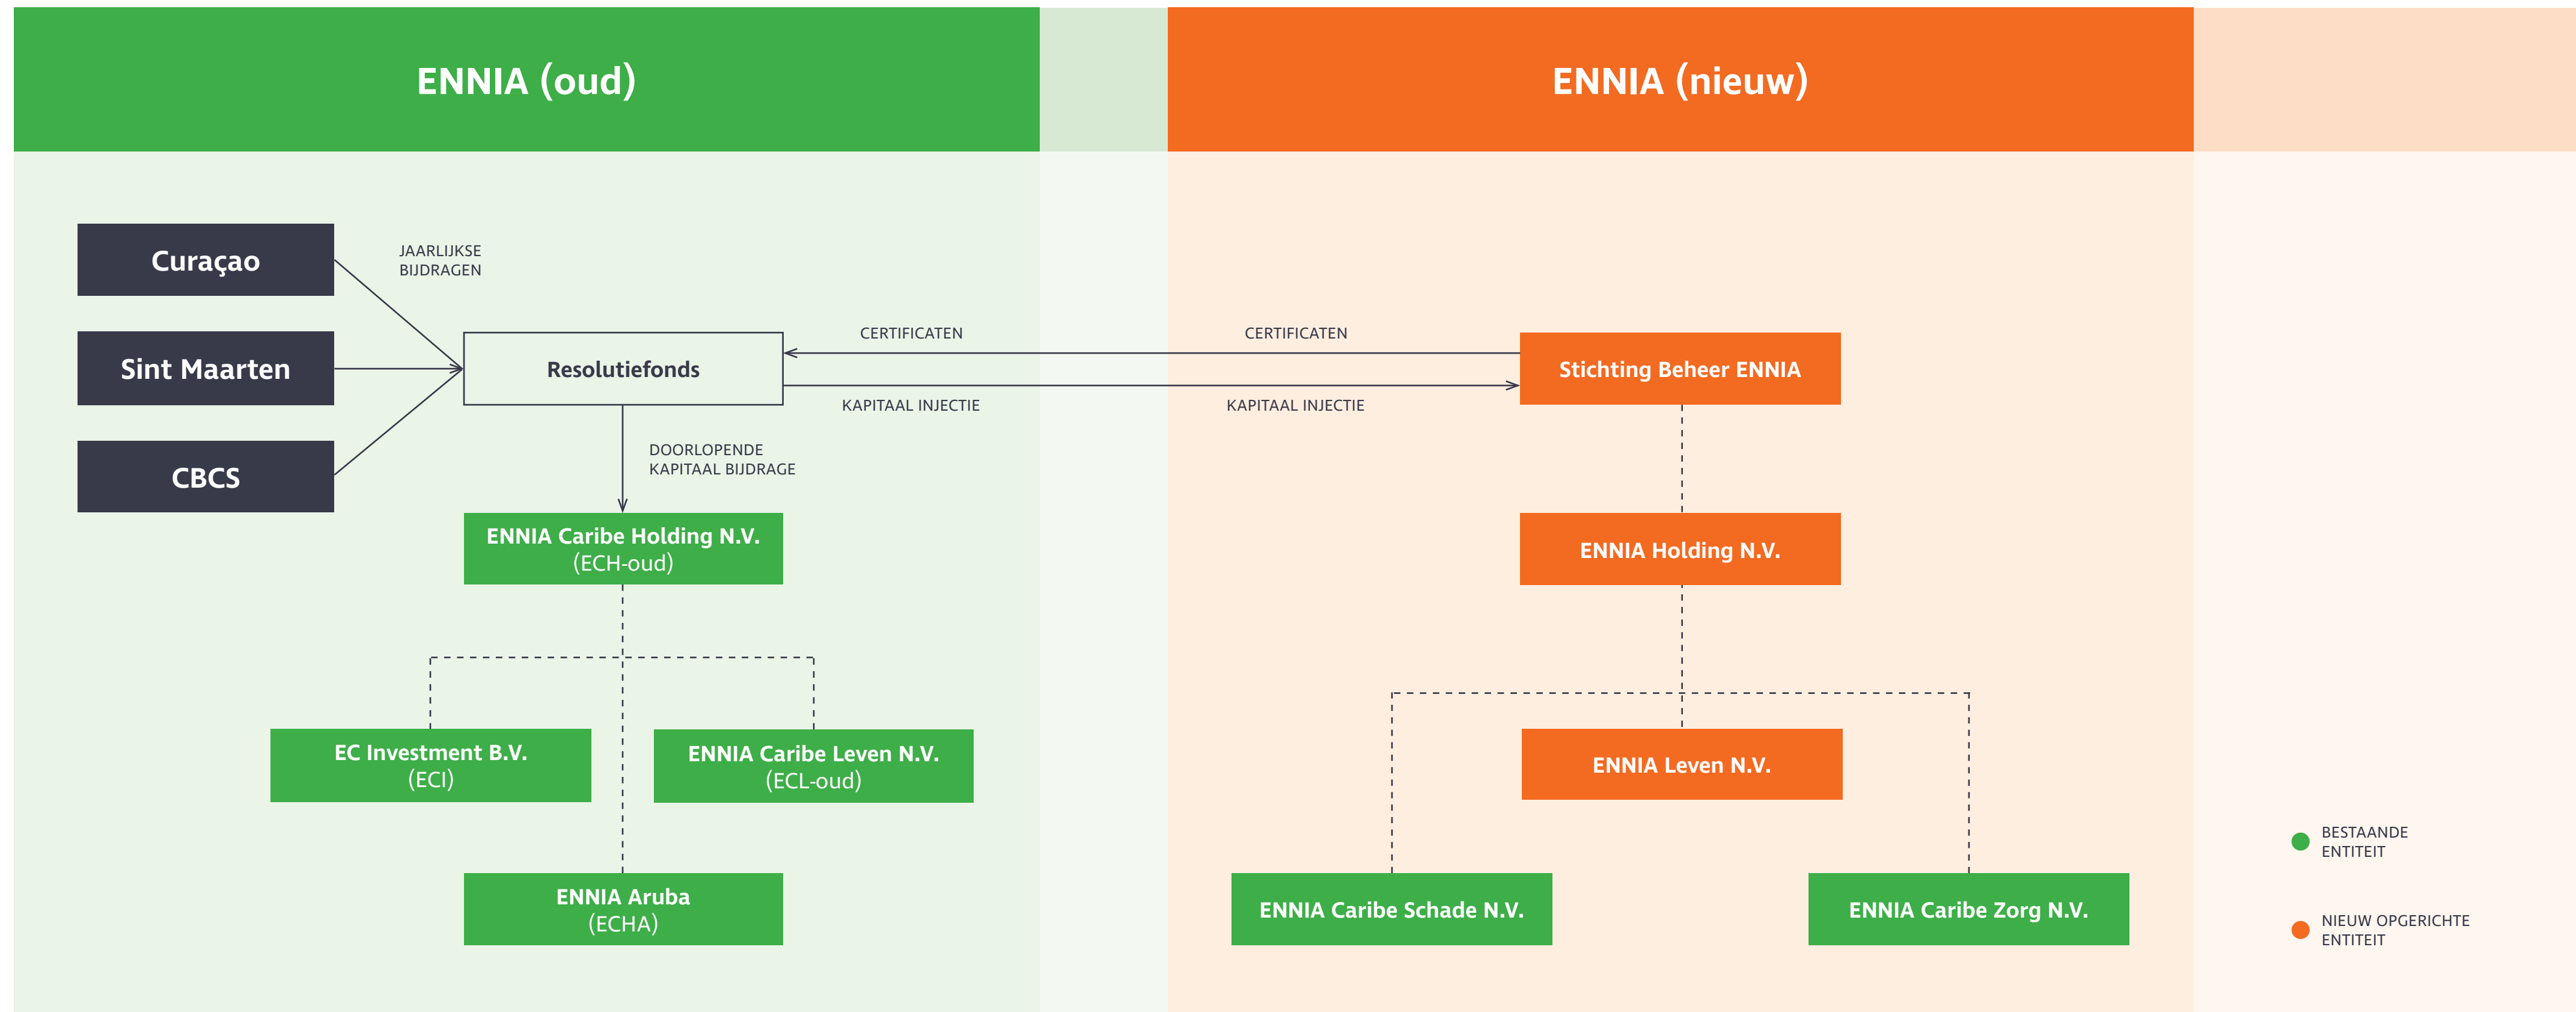 ENNIA (oud)
ENNIA (nieuw)
Curaçao
JAARLIJKSE
BIJDRAGEN
Sint Maarten
CBCS
Resolutiefonds
CERTIFICATEN
CERTIFICATEN
KAPITAAL INJECTIE
KAPITAAL INJECTIE
Stichting Beheer ENNIA
DOORLOPENDE
KAPITAAL BIJDRAGE
ENNIA Caribe Holding N.V.
(ECH-oud)
ENNIA Holding N.V.
EC Investment B.V.
(ECI)
ENNIA Caribe Leven N.V.
(ECL-oud)
ENNIA Leven N.V.
ENNIA Aruba
(ECHA)
ENNIA Caribe Schade N.V.
ENNIA Caribe Zorg N.V.
BESTAANDE
ENTITEIT
NIEUW OPGERICHTE
ENTITEIT